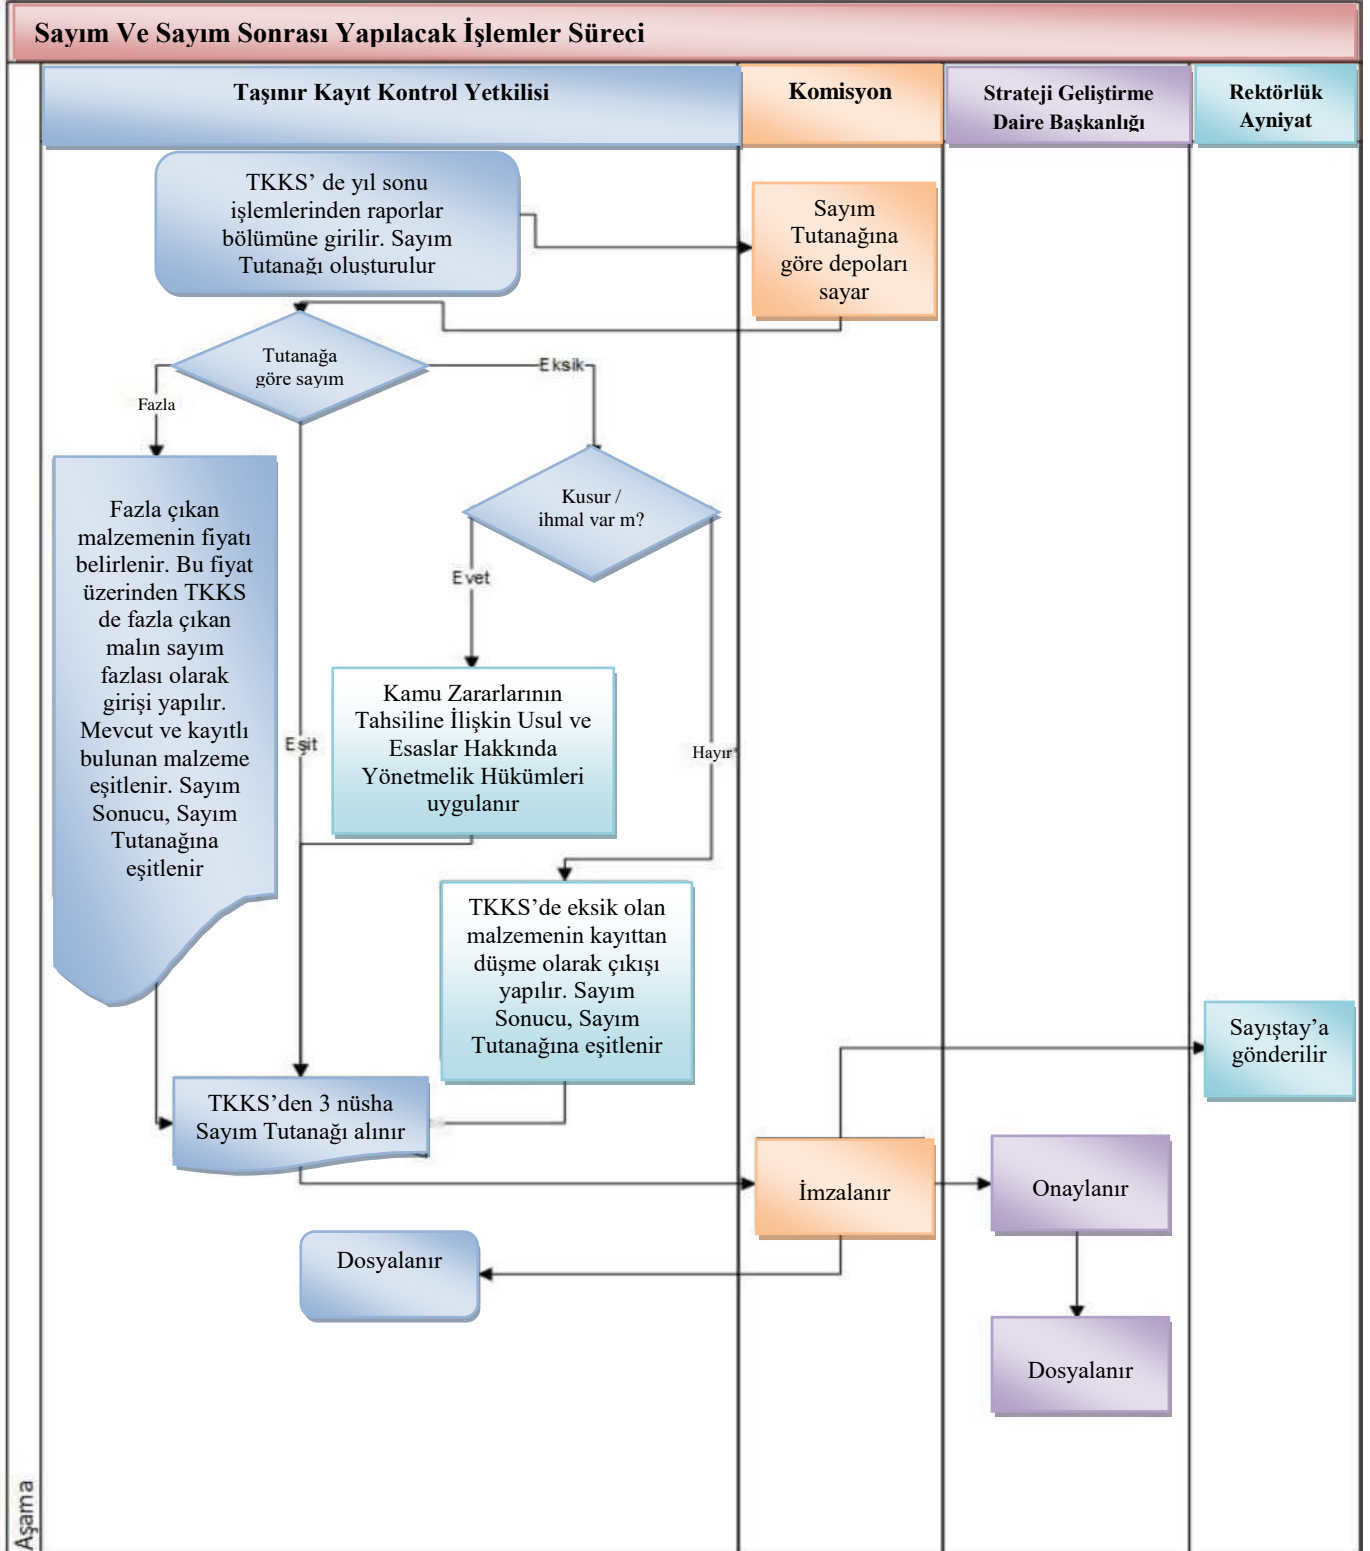 Sayım Ve Sayım Sonrası Yapılacak İşlemler Süreci
Taşınır Kayıt Kontrol Yetkilisi
Komisyon
Strateji Geliştirme
Daire Başkanlığı
Rektörlük
Ayniyat
TKKS’ de yıl sonu
işlemlerinden raporlar
bölümüne girilir. Sayım
Tutanağı oluşturulur
Sayım
Tutanağına
göre depoları
sayar
Tutanağa
göre sayım
Eksik
Fazla
Kusur /
ihmal var m?
Fazla çıkan
malzemenin fiyatı
belirlenir. Bu fiyat
üzerinden TKKS
de fazla çıkan
malın sayım
fazlası olarak
girişi yapılır.
Mevcut ve kayıtlı
bulunan malzeme
eşitlenir. Sayım
Sonucu, Sayım
Tutanağına
eşitlenir
Evet
Eşit
Kamu Zararlarının
Tahsiline İlişkin Usul ve
Esaslar Hakkında
Yönetmelik Hükümleri
uygulanır
Hayır
TKKS’de eksik olan
malzemenin kayıttan
düşme olarak çıkışı
yapılır. Sayım
Sonucu, Sayım
Tutanağına eşitlenir
Sayıştay’a
gönderilir
TKKS’den 3 nüsha
Sayım Tutanağı alınır
İmzalanır
Onaylanır
Dosyalanır
Dosyalanır
Aşama